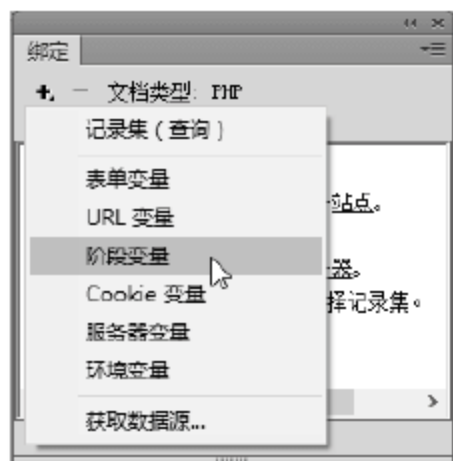 绑定
文档类型: PHP
记录集（查询）
表单变量
URL 变量
站点。
阶段变量
器。
Cookie 变量
择记录集。
服务器变量
环境变量
获取数据源...